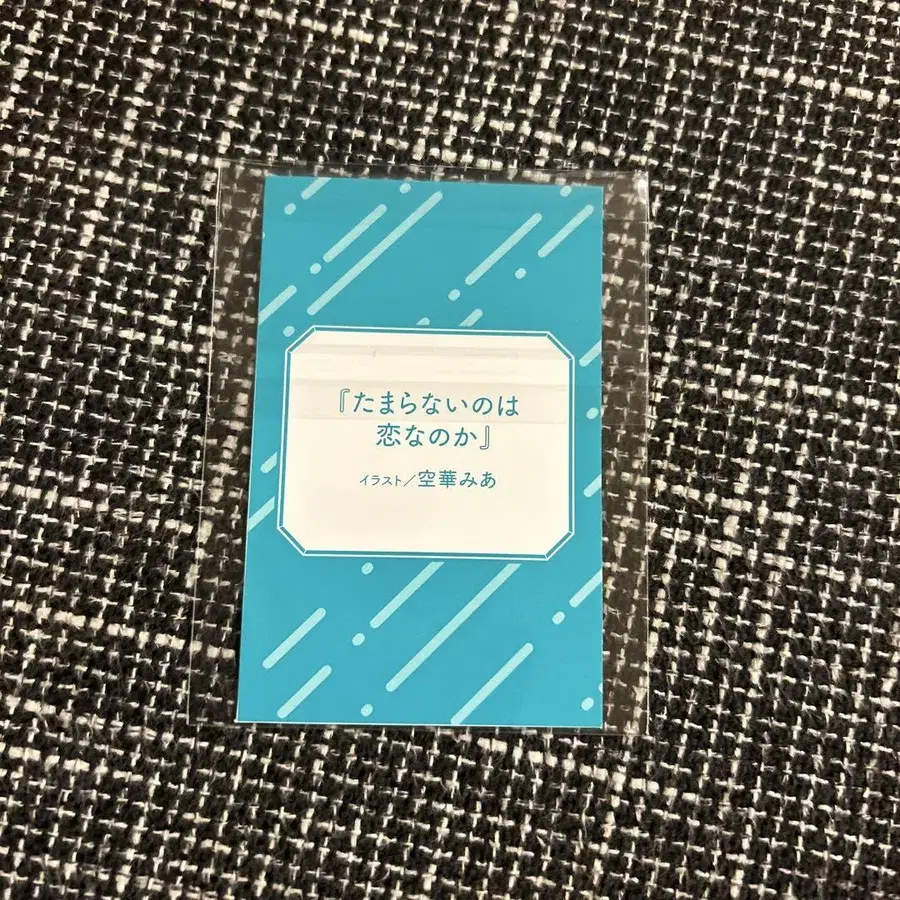 『たまらないのは
恋なのか』
イラスト／空華みあ